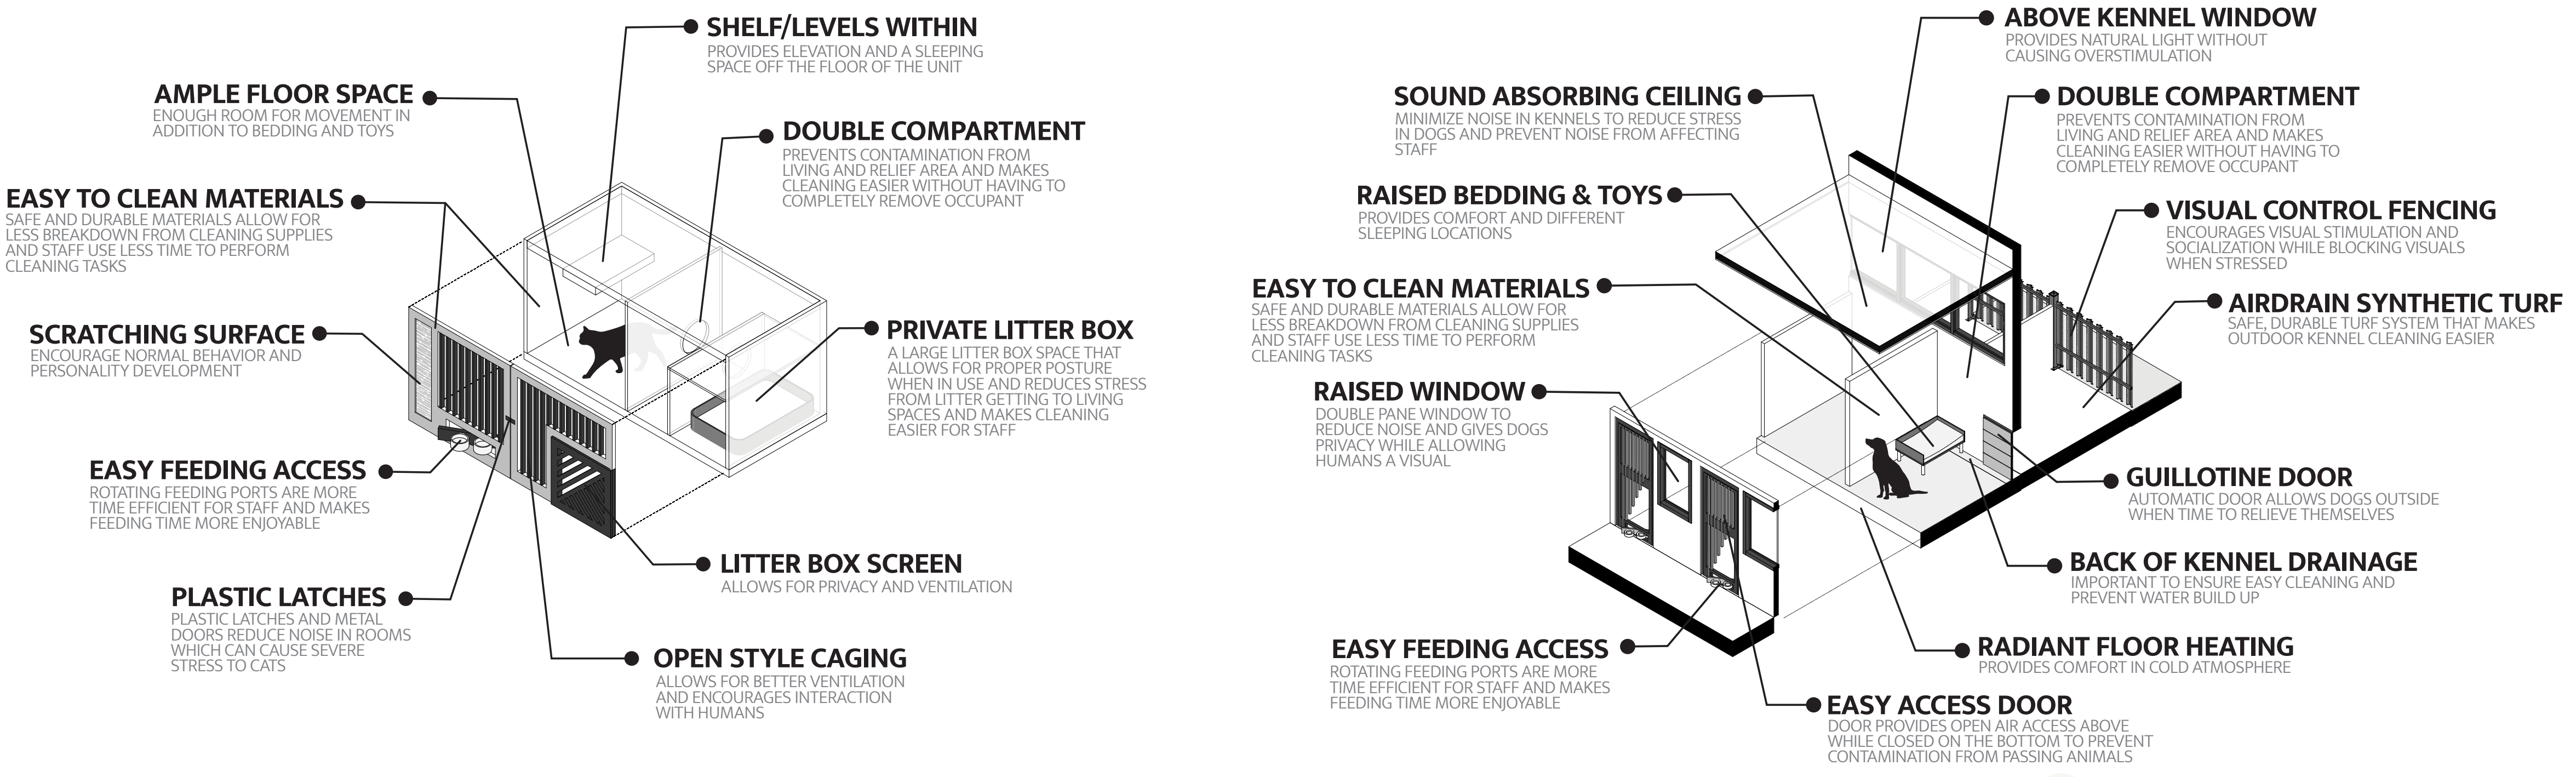 SHELF/LEVELS WITHIN
PROVIDES ELEVATION AND A SLEEPING
SPACE OFF THE FLOOR OF THE UNIT
AMPLE FLOOR SPACE
ENOUGH ROOM FOR MOVEMENT IN
ADDITION TO BEDDING AND TOYS
DOUBLE COMPARTMENT
PREVENTS CONTAMINATION FROM
LIVING AND RELIEF AREA AND MAKES
CLEANING EASIER WITHOUT HAVING TO
COMPLETELY REMOVE OCCUPANT
EASY TO CLEAN MATERIALS
SAFE AND DURABLE MATERIALS ALLOW FOR
LESS BREAKDOWN FROM CLEANING SUPPLIES
AND STAFF USE LESS TIME TO PERFORM
CLEANING TASKS
SCRATCHING SURFACE
ENCOURAGE NORMAL BEHAVIOR AND
PERSONALITY DEVELOPMENT
PRIVATE LITTER BOX
A LARGE LITTER BOX SPACE THAT
ALLOWS FOR PROPER POSTURE
WHEN IN USE AND REDUCES STRESS
FROM LITTER GETTING TO LIVING
SPACES AND MAKES CLEANING
EASIER FOR STAFF
EASY FEEDING ACCESS
ROTATING FEEDING PORTS ARE MORE
TIME EFFICIENT FOR STAFF AND MAKES
FEEDING TIME MORE ENJOYABLE
LITTER BOX SCREEN
ALLOWS FOR PRIVACY AND VENTILATION
PLASTIC LATCHES
PLASTIC LATCHES AND METAL
DOORS REDUCE NOISE IN ROOMS
WHICH CAN CAUSE SEVERE
STRESS TO CATS
OPEN STYLE CAGING
ALLOWS FOR BETTER VENTILATION
AND ENCOURAGES INTERACTION
WITH HUMANS
ABOVE KENNEL WINDOW
PROVIDES NATURAL LIGHT WITHOUT
CAUSING OVERSTIMULATION
SOUND ABSORBING CEILING
MINIMIZE NOISE IN KENNELS TO REDUCE STRESS
IN DOGS AND PREVENT NOISE FROM AFFECTING
STAFF
DOUBLE COMPARTMENT
PREVENTS CONTAMINATION FROM
LIVING AND RELIEF AREA AND MAKES
CLEANING EASIER WITHOUT HAVING TO
COMPLETELY REMOVE OCCUPANT
RAISED BEDDING & TOYS
PROVIDES COMFORT AND DIFFERENT
SLEEPING LOCATIONS
VISUAL CONTROL FENCING
ENCOURAGES VISUAL STIMULATION AND
SOCIALIZATION WHILE BLOCKING VISUALS
WHEN STRESSED
EASY TO CLEAN MATERIALS
SAFE AND DURABLE MATERIALS ALLOW FOR
LESS BREAKDOWN FROM CLEANING SUPPLIES
AND STAFF USE LESS TIME TO PERFORM
CLEANING TASKS
AIRDRAIN SYNTHETIC TURF
SAFE, DURABLE TURF SYSTEM THAT MAKES
OUTDOOR KENNEL CLEANING EASIER
RAISED WINDOW
DOUBLE PANE WINDOW TO
REDUCE NOISE AND GIVES DOGS
PRIVACY WHILE ALLOWING
HUMANS A VISUAL
GUILLOTINE DOOR
AUTOMATIC DOOR ALLOWS DOGS OUTSIDE
WHEN TIME TO RELIEVE THEMSELVES
BACK OF KENNEL DRAINAGE
IMPORTANT TO ENSURE EASY CLEANING AND
PREVENT WATER BUILD UP
EASY FEEDING ACCESS
ROTATING FEEDING PORTS ARE MORE
TIME EFFICIENT FOR STAFF AND MAKES
FEEDING TIME MORE ENJOYABLE
RADIANT FLOOR HEATING
PROVIDES COMFORT IN COLD ATMOSPHERE
EASY ACCESS DOOR
DOOR PROVIDES OPEN AIR ACCESS ABOVE
WHILE CLOSED ON THE BOTTOM TO PREVENT
CONTAMINATION FROM PASSING ANIMALS